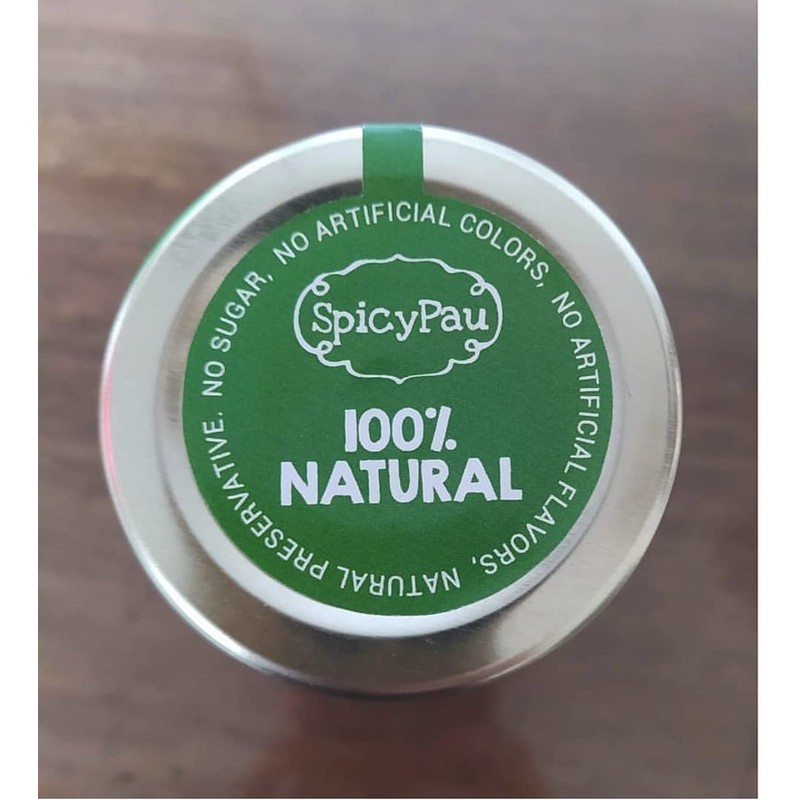 NO SUGAR, NO ARTIFICIAL COLORS, NO ARTIFICIAL FLAVORS, NATURAL PRESERVATIVE.
SpicyPau
100%
NATURAL